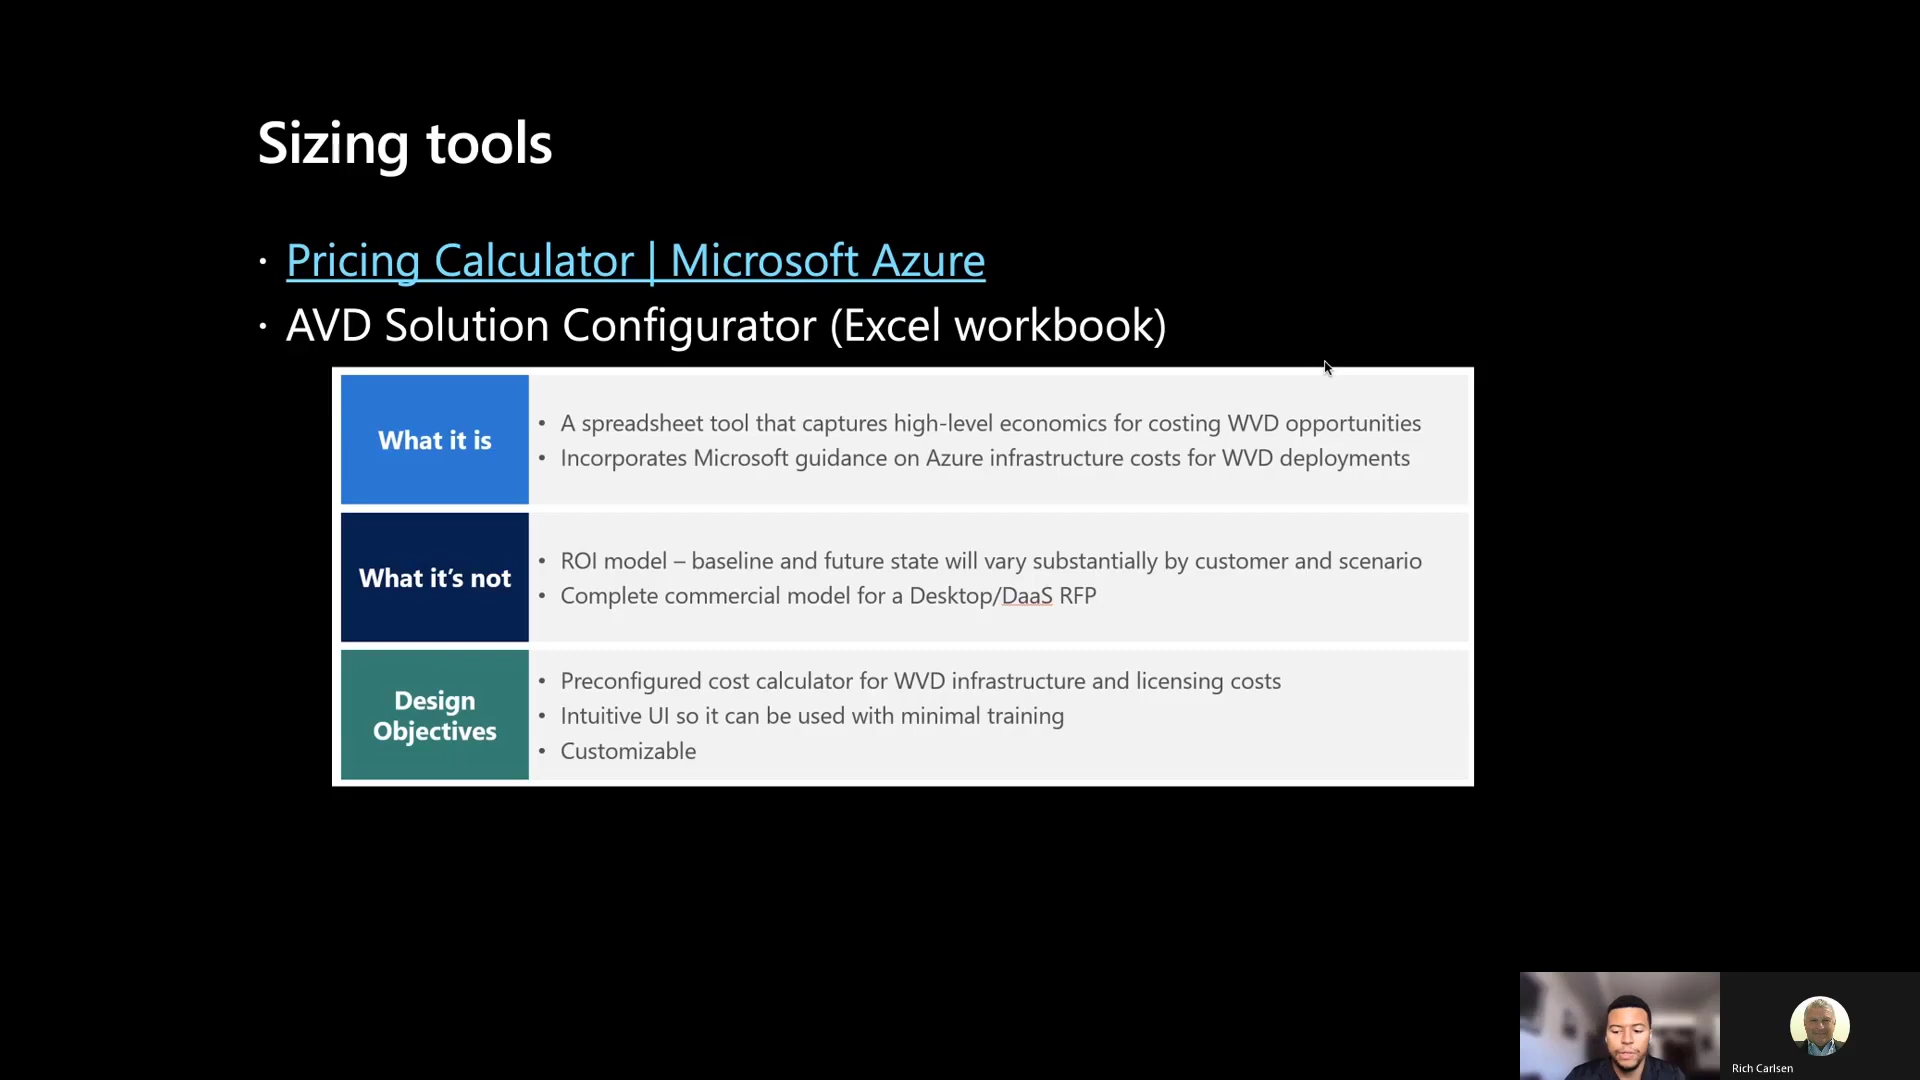 Sizing tools
· Pricing Calculator | Microsoft Azure
· AVD Solution Configurator (Excel workbook)
What it is
• A spreadsheet tool that captures high-level economics for costing WVD opportunities
• Incorporates Microsoft guidance on Azure infrastructure costs for WVD deployments
What it’s not
• ROI model – baseline and future state will vary substantially by customer and scenario
• Complete commercial model for a Desktop/DaaS RFP
Design
Objectives
• Preconfigured cost calculator for WVD infrastructure and licensing costs
• Intuitive UI so it can be used with minimal training
• Customizable
Rich Carlsen